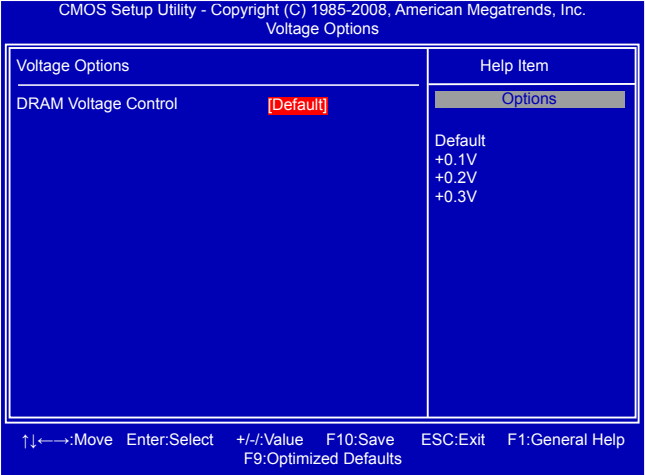 CMOS Setup Utility - Copyright (C) 1985-2008, American Megatrends, Inc.
Voltage Options
Voltage Options
Help Item
DRAM Voltage Control [Default]
Options
Default
+0.1V
+0.2V
+0.3V
↑↓←→:Move Enter:Select +/-/:Value F10:Save ESC:Exit F1:General Help
F9:Optimized Defaults